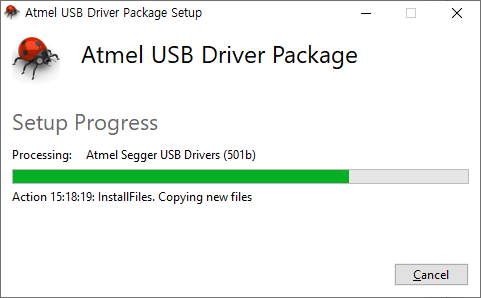 Atmel USB Driver Package Setup
Atmel USB Driver Package
Setup Progress
Processing: Atmel Segger USB Drivers (501b)
Action 15:18:19: InstallFiles. Copying new files
Cancel